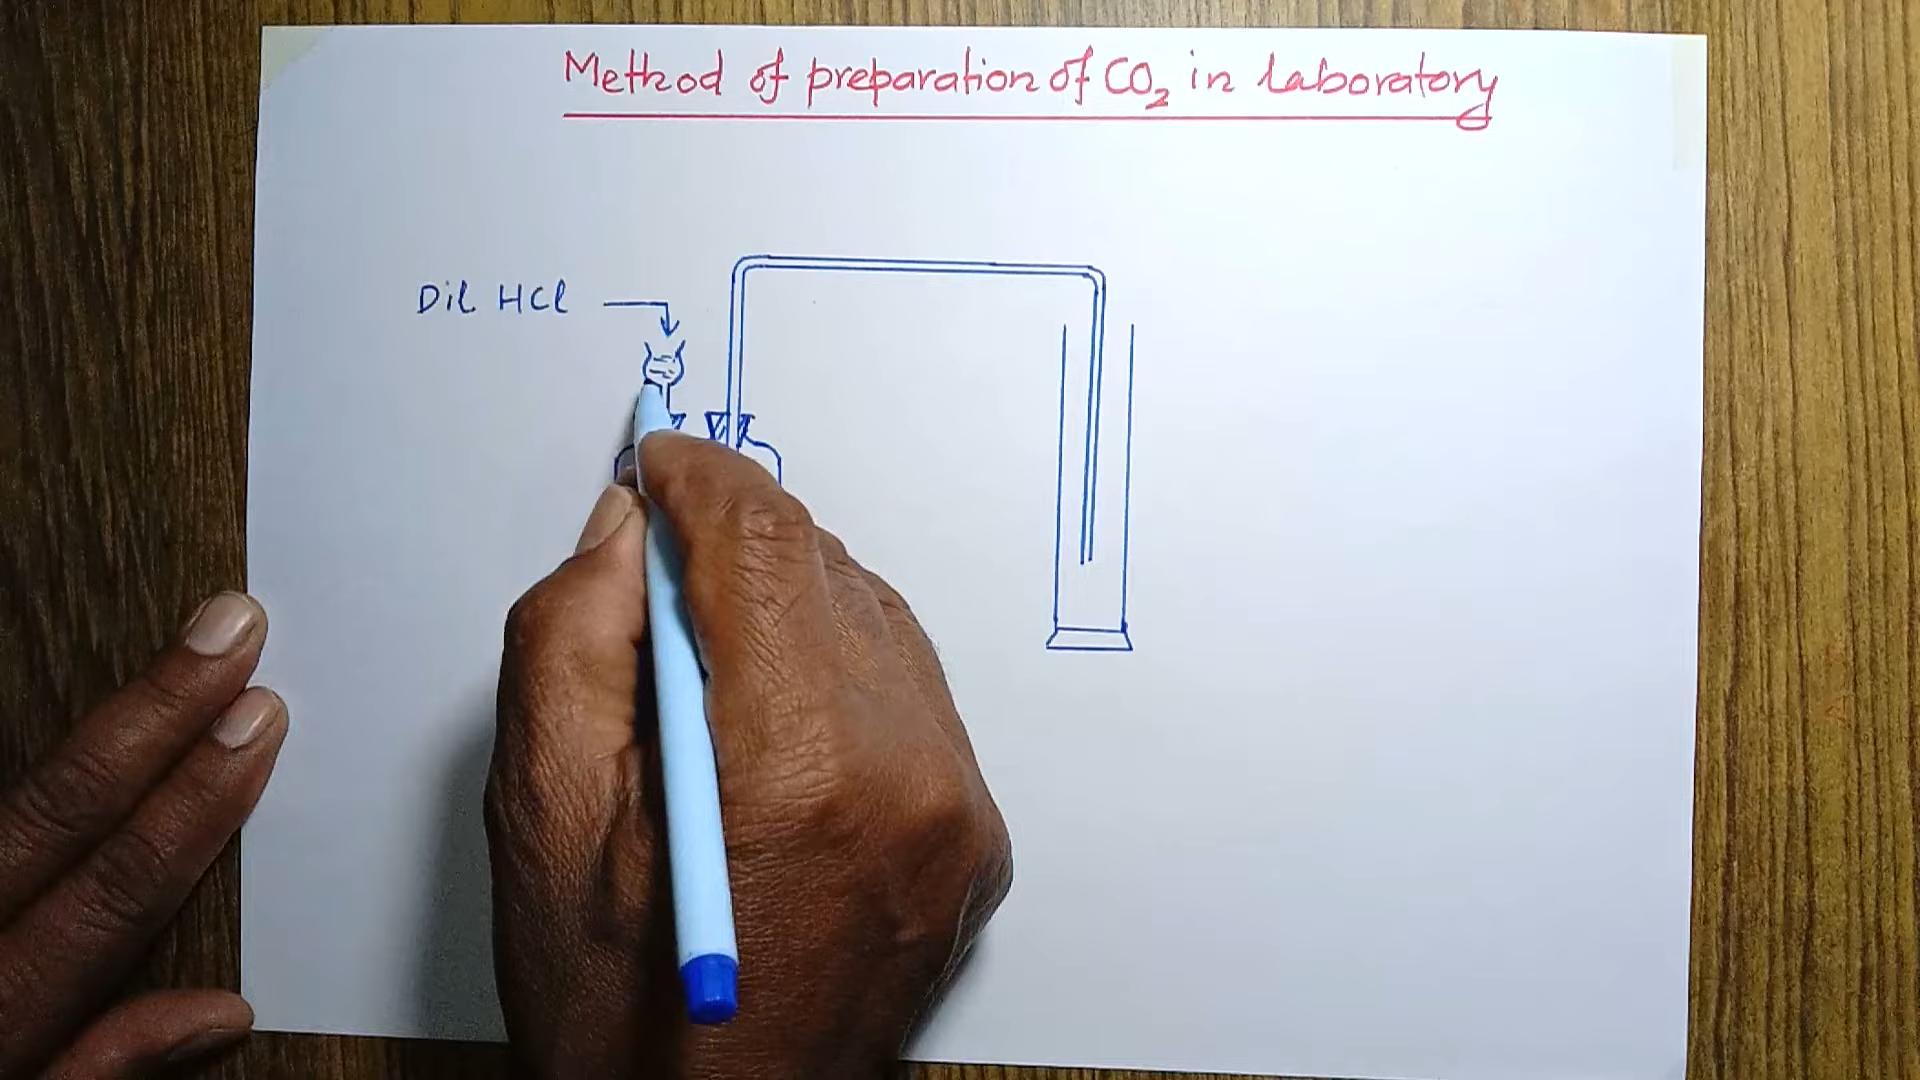 Method of preparation of CO₂ in Laboratory
Dil HCl